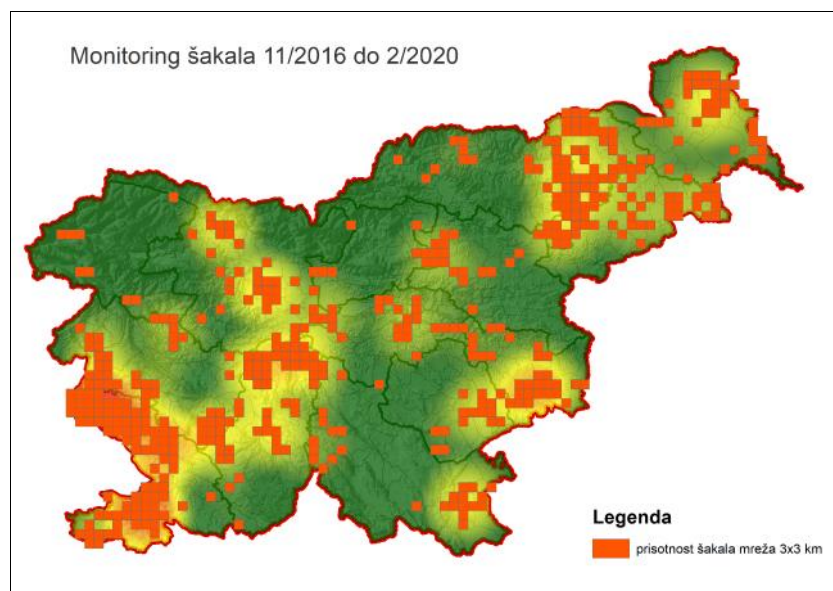 Monitoring šakala 11/2016 do 2/2020
Legenda
prisotnost šakala mreža 3x3 km